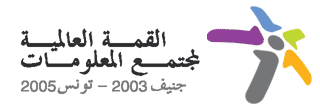 القمة العالمية
لمجتمع المعلومات
جنيف 2003 – تونس 2005